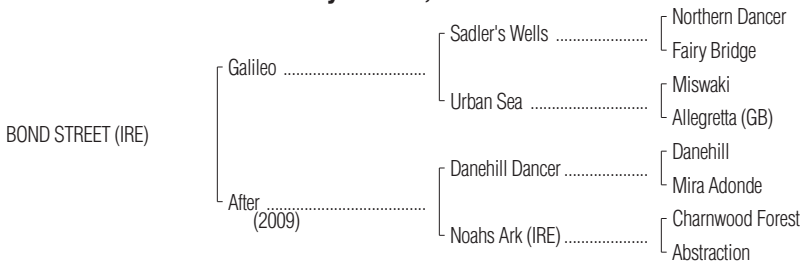 Northern Dancer
Sadler's Wells ......................
Fairy Bridge
Galileo ..................................
Miswaki
Urban Sea ............................
Allegretta (GB)
BOND STREET (IRE)
Danehill
Danehill Dancer ....................
Mira Adonde
After ......................................
(2009)
Charnwood Forest
Noahs Ark (IRE) ....................
Abstraction